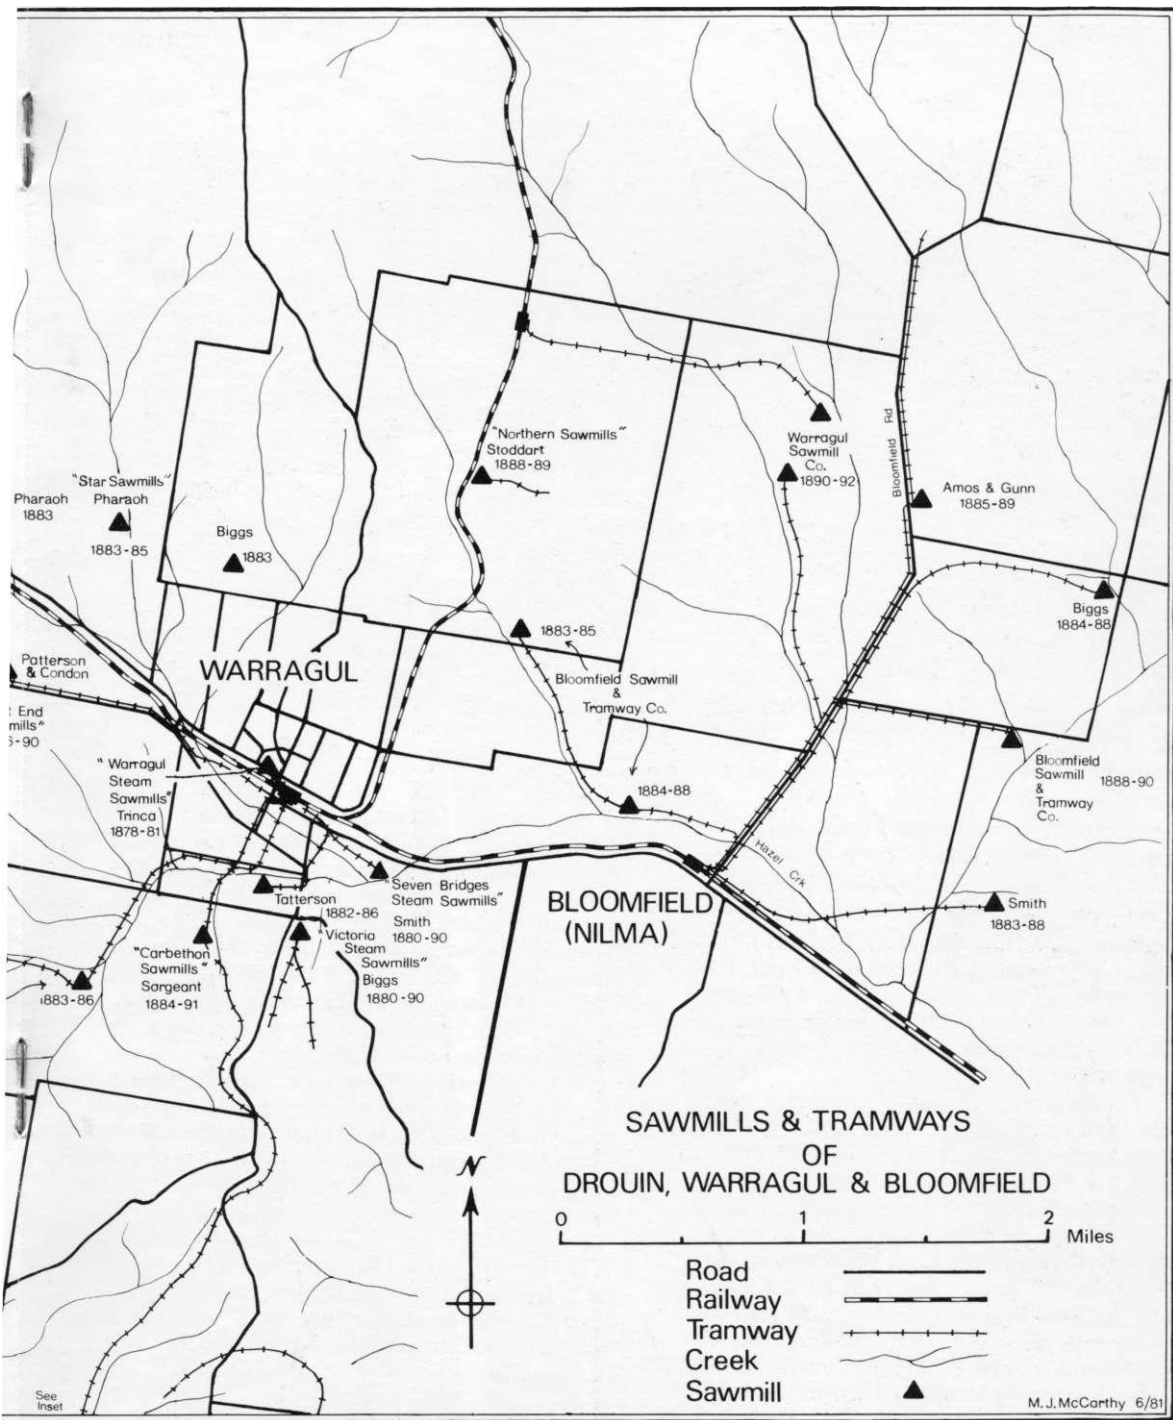 "Northern Sawmills"
Stoddart
1888-89
Warragul
Sawmill
Co.
1890-92
Bloomfield Rd
Amos & Gunn
1885-89
"Star Sawmills"
Pharaoh
1883
Pharaoh
1883-85
Biggs
1883
Biggs
1884-88
1883-85
Bloomfield Sawmill
&
Tramway Co.
Patterson
& Condon
WARRAGUL
End
mills"
-90
"Warragul
Steam
Sawmills"
Trinca
1878-81
1884-88
Bloomfield
Sawmill
&
Tramway
Co.
1888-90
Hazel Crk
"Seven Bridges
Steam Sawmills"
Smith
1880-90
Tatterson
1882-86
BLOOMFIELD
(NILMA)
Smith
1883-88
"Carbethon
Sawmills"
Sargeant
1884-91
"Victoria
Steam
Sawmills"
Biggs
1880-90
1883-86
N
SAWMILLS & TRAMWAYS
OF
DROUIN, WARRAGUL & BLOOMFIELD
0 1 2
Miles
Road
Railway
Tramway
Creek
Sawmill
See
Inset
M.J.McCarthy 6/81